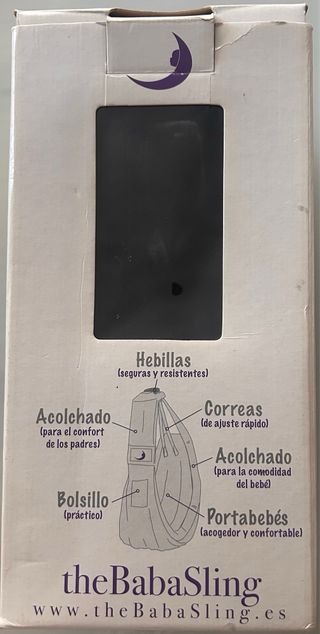 Hebillas
(seguras y resistentes)
Acolchado
(para el confort
de los padres)
Correas
(de ajuste rápido)
Acolchado
(para la comodidad
del bebé)
Bolsillo
(práctico)
Portabebés
(acogedor y confortable)
theBabaSling
www.theBabaSling.es